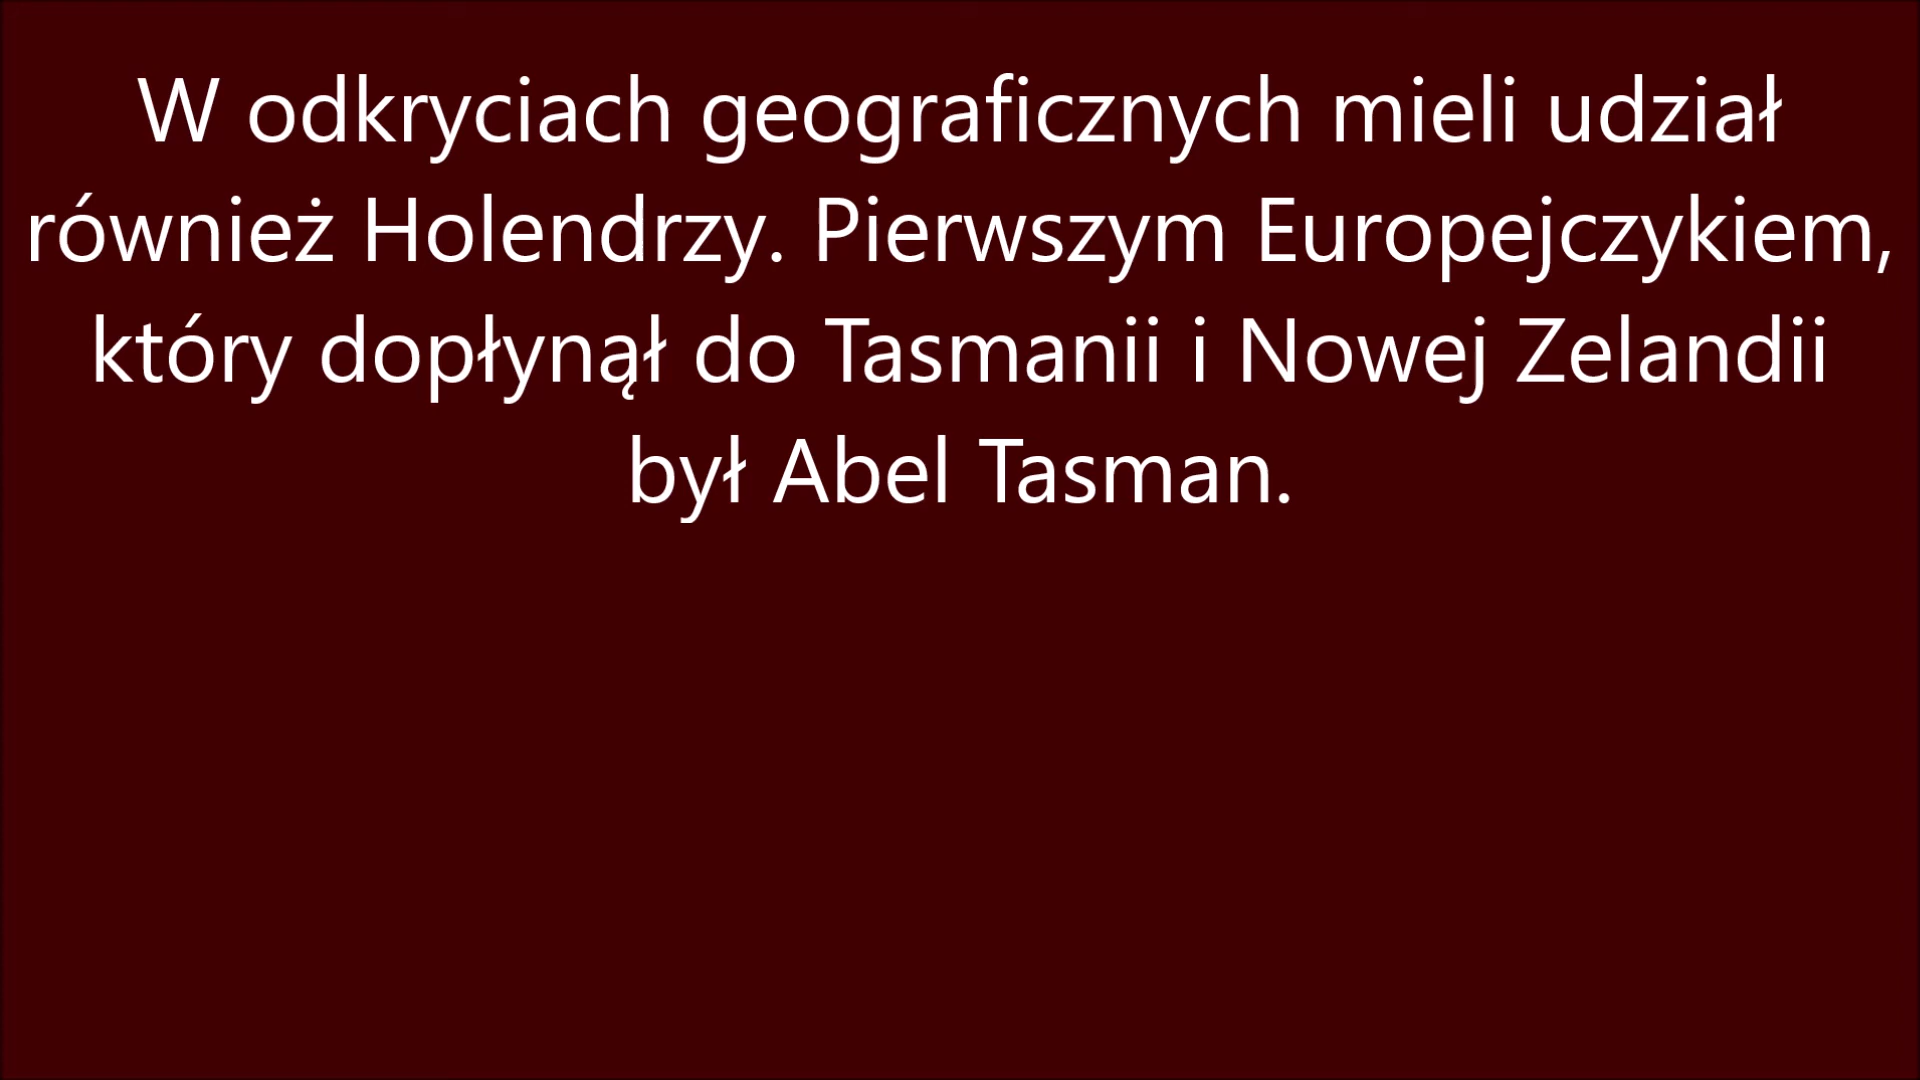 W odkryciach geograficznych mieli udział
również Holendrzy. Pierwszym Europejczykiem,
który dopłynął do Tasmanii i Nowej Zelandii
był Abel Tasman.